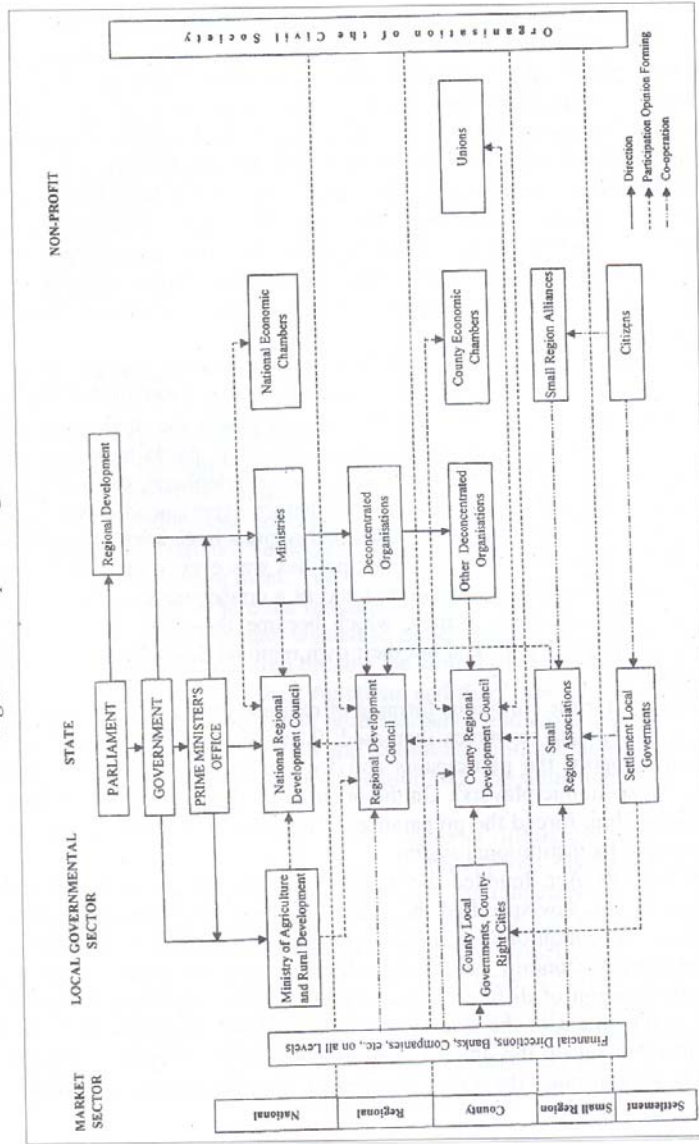 MARKET
SECTOR
LOCAL GOVERNMENTAL
SECTOR
STATE
NON-PROFIT
PARLIAMENT
Regional Development
GOVERNMENT
PRIME MINISTER'S
OFFICE
National
Ministry of Agriculture
and Rural Development
National Regional
Development Council
Ministries
National Economic
Chambers
Regional
Regional Development
Council
Deconcentrated
Organisations
County
County Local
Governments, County-
Right Cities
County Regional
Development Council
Other Deconcentrated
Organisations
County Economic
Chambers
Unions
Small Region
Small
Region Associations
Small Region Alliances
Settlement
Settlement Local
Goverments
Citizens
Financial Directions, Banks, Companies, etc., on all Levels
Organisation of the Civil Society
Direction
Participation Opinion Forming
Co-operation